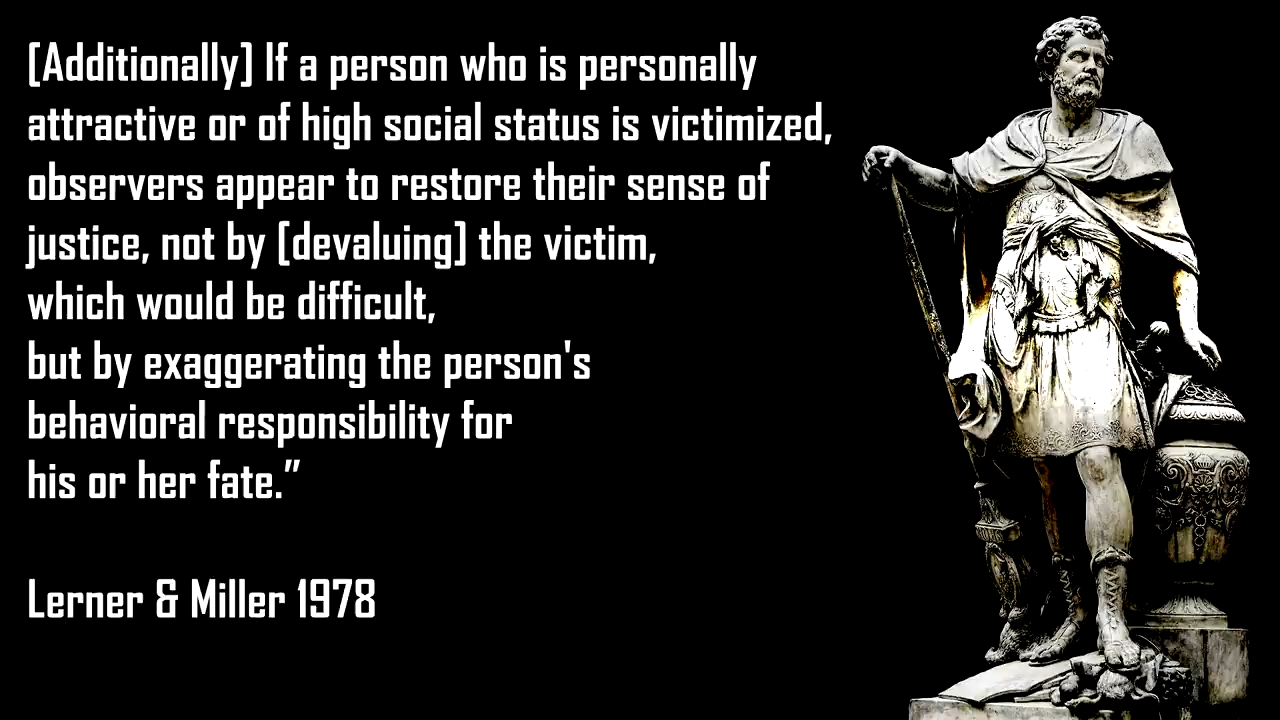 [Additionally] If a person who is personally
attractive or of high social status is victimized,
observers appear to restore their sense of
justice, not by [devaluing] the victim,
which would be difficult,
but by exaggerating the person's
behavioral responsibility for
his or her fate.”
Lerner & Miller 1978